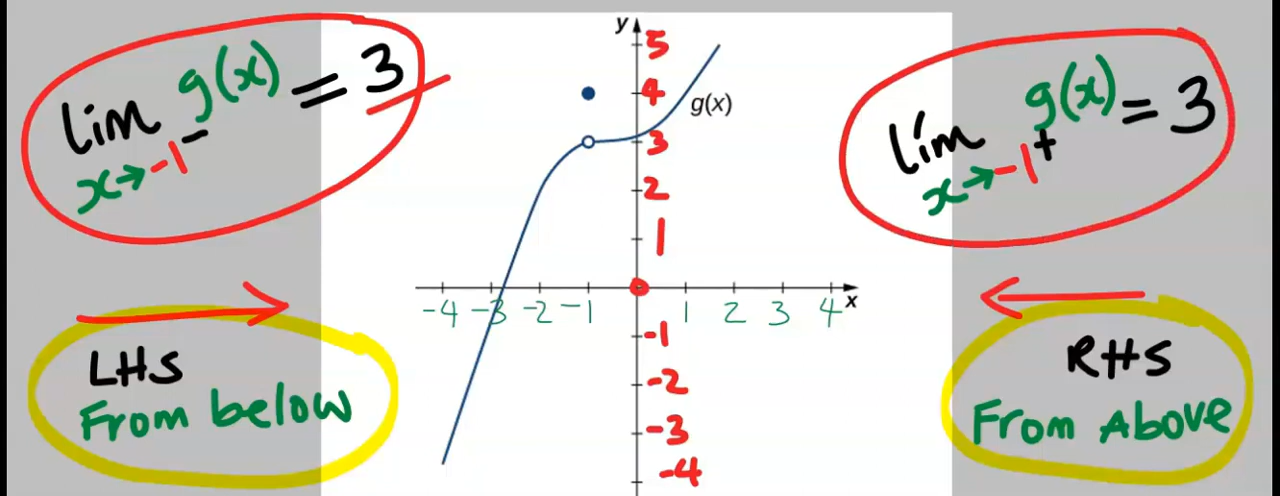 lim g(x) = 3
x→-1⁻
lim g(x) = 3
x→-1⁺
y
5
4
g(x)
3
2
1
-4 -3 -2 -1 1 2 3 4 x
-1
-2
-3
-4
LHS
From below
RHS
From Above